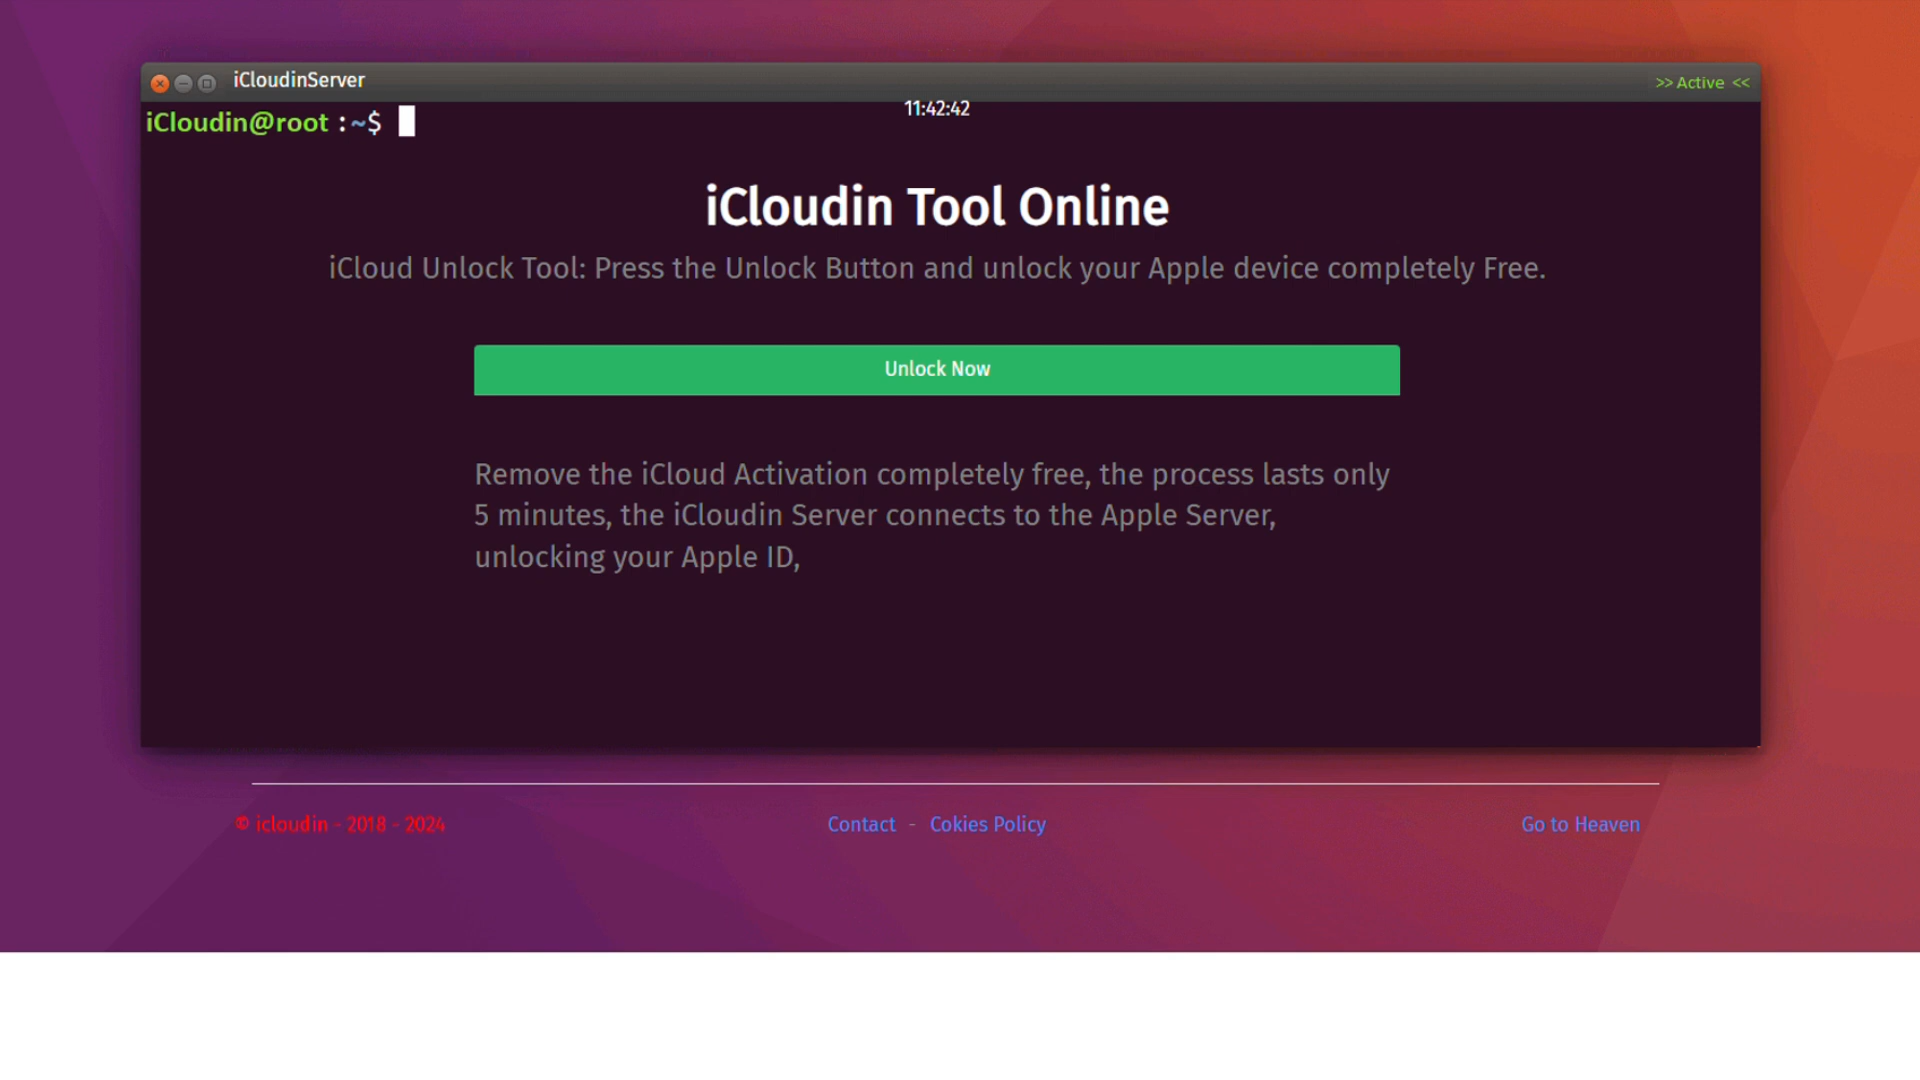 iCloudinServer
>> Active <<
11:42:42
iCloudin@root :~$
iCloudin Tool Online
iCloud Unlock Tool: Press the Unlock Button and unlock your Apple device completely Free.
Unlock Now
Remove the iCloud Activation completely free, the process lasts only
5 minutes, the iCloudin Server connects to the Apple Server,
unlocking your Apple ID,
© icloudin - 2018 - 2024
Contact - Cokies Policy
Go to Heaven